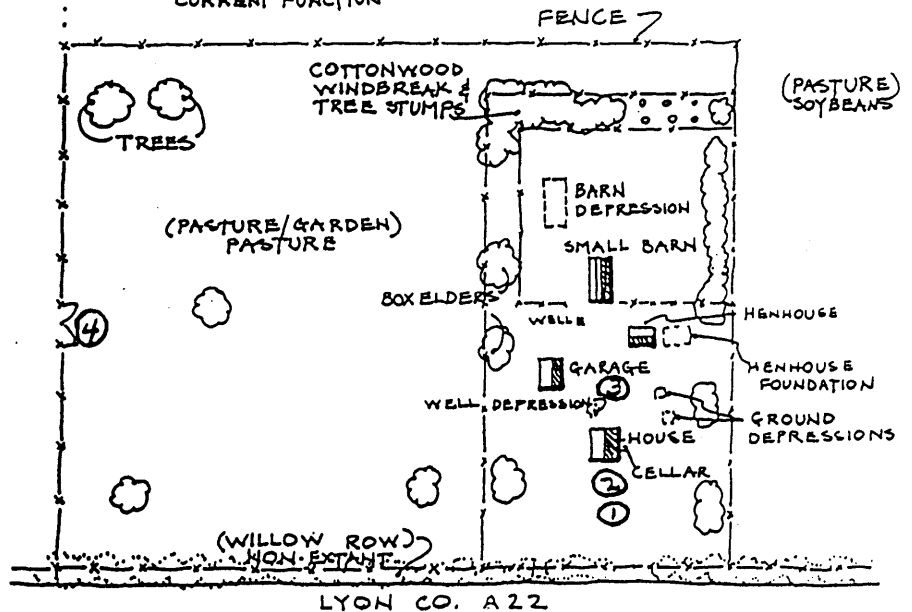 CURRENT FUNCTION
FENCE
COTTONWOOD
WINDBREAK &
TREE STUMPS
(PASTURE)
SOYBEANS
TREES
BARN
DEPRESSION
(PASTURE/GARDEN)
PASTURE
SMALL BARN
BOX ELDERS
WELL
HENHOUSE
4
GARAGE
HENHOUSE
FOUNDATION
3
WELL DEPRESSION
GROUND
DEPRESSIONS
HOUSE
CELLAR
2
1
(WILLOW ROW)
NON-EXTANT
LYON CO. A22